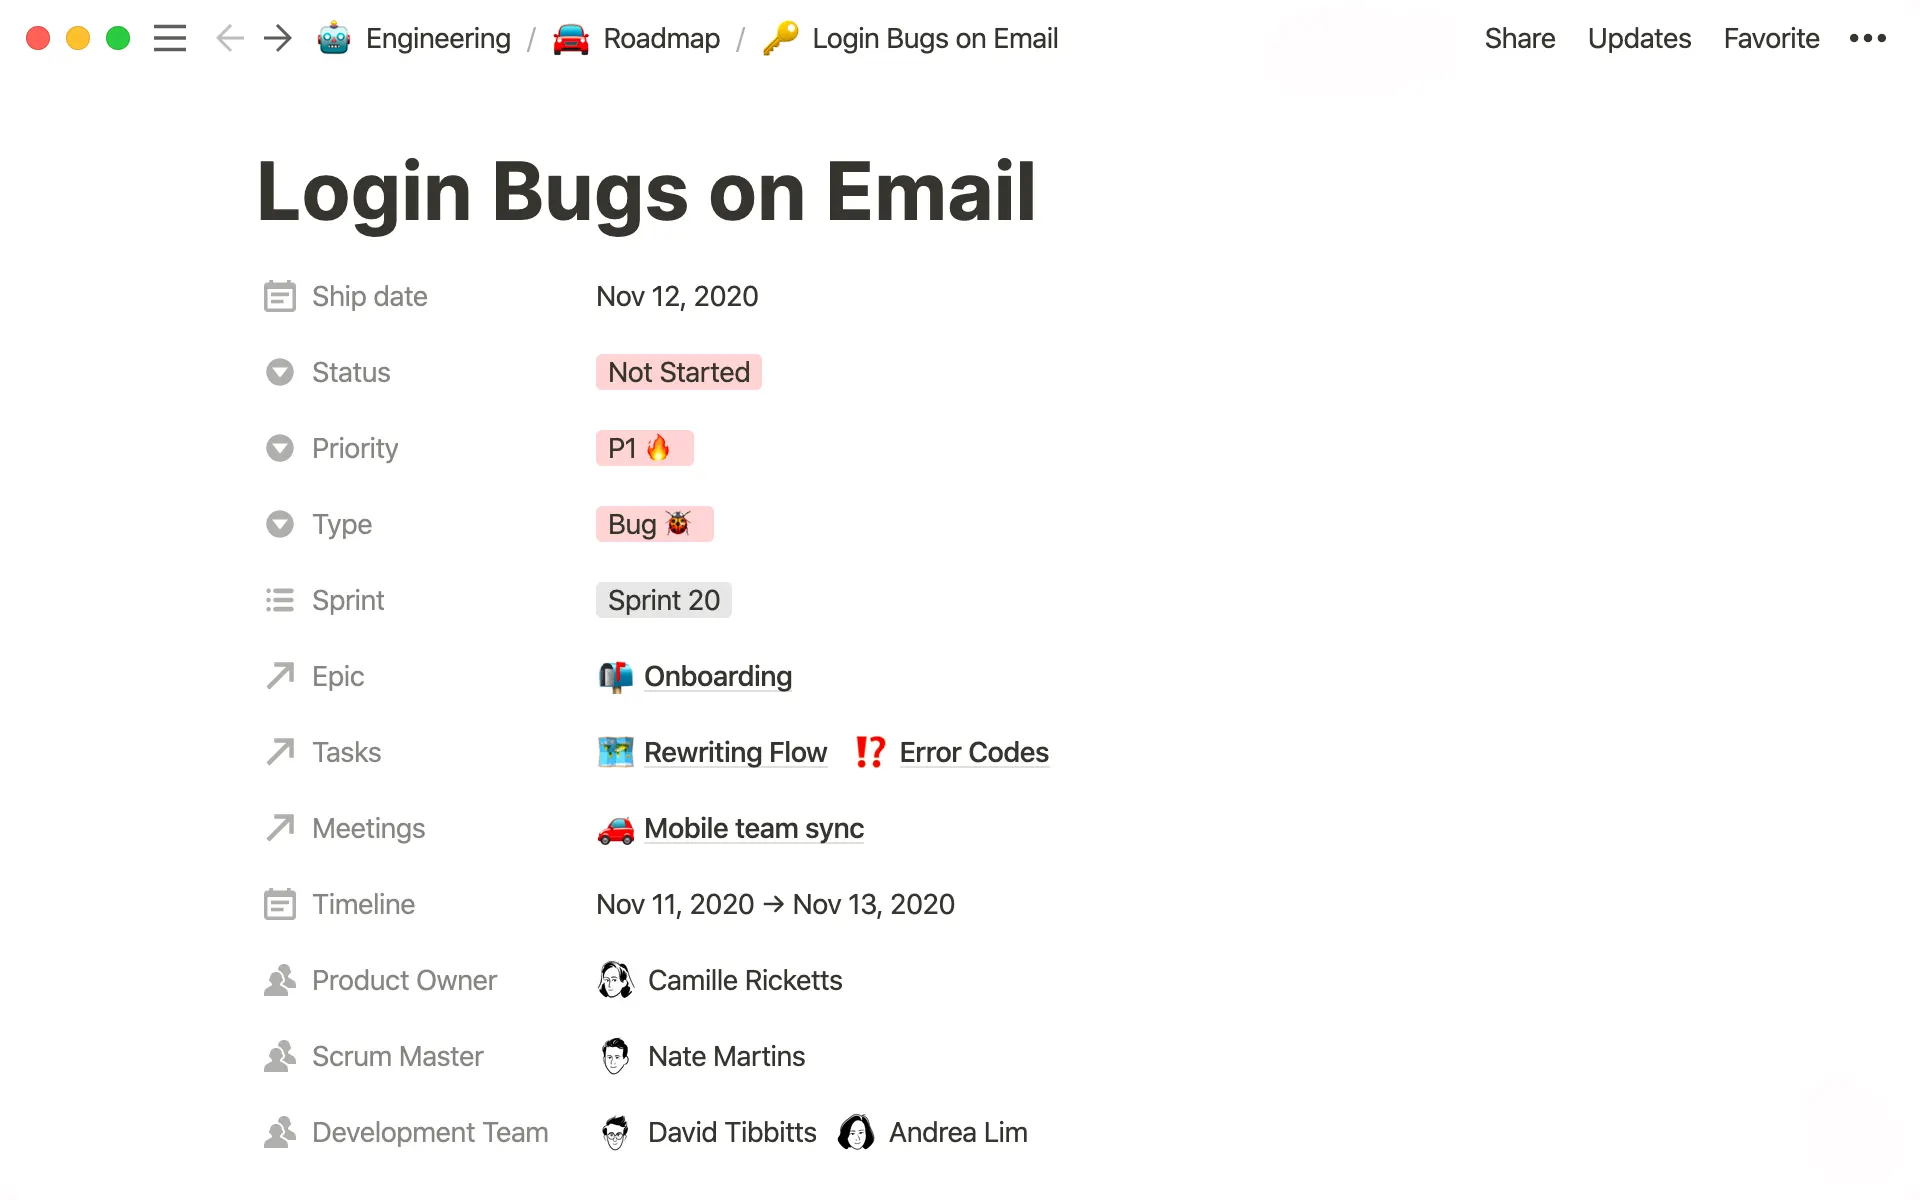 Engineering / Roadmap / Login Bugs on Email Share Updates Favorite
Login Bugs on Email
Ship date Nov 12, 2020
Status Not Started
Priority P1 🔥
Type Bug 🐞
Sprint Sprint 20
Epic Onboarding
Tasks Rewriting Flow ⁉️ Error Codes
Meetings Mobile team sync
Timeline Nov 11, 2020 → Nov 13, 2020
Product Owner Camille Ricketts
Scrum Master Nate Martins
Development Team David Tibbitts Andrea Lim